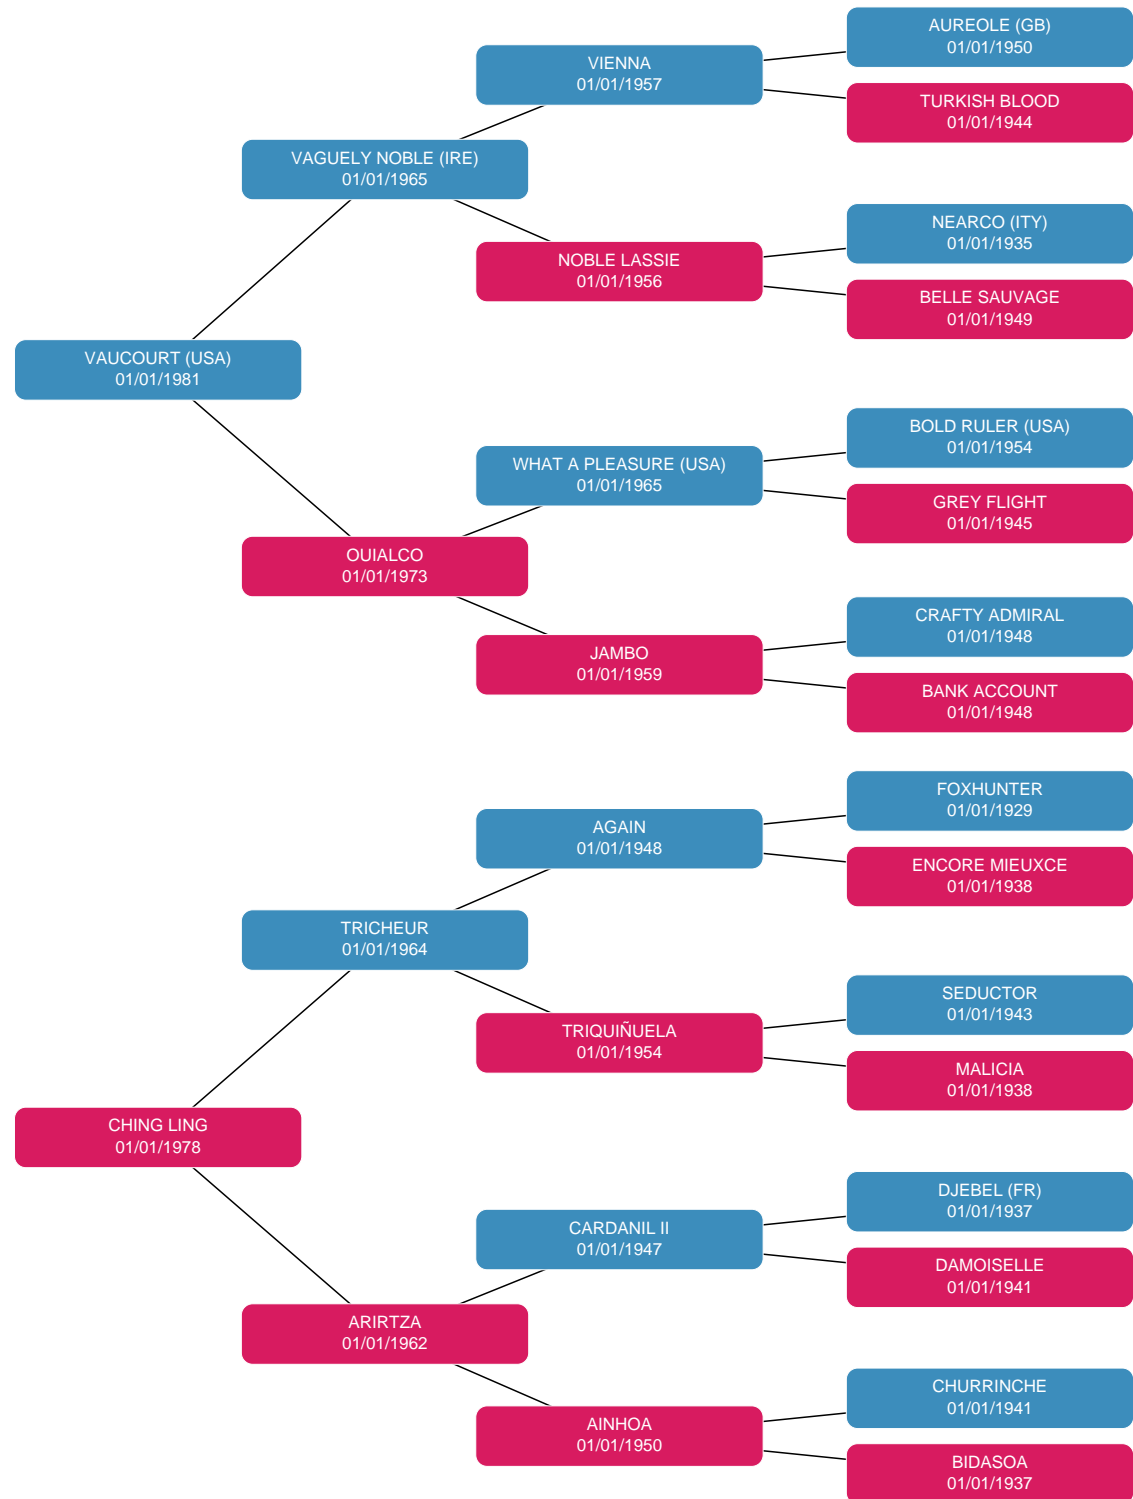 AUREOLE (GB)
01/01/1950
VIENNA
01/01/1957
TURKISH BLOOD
01/01/1944
VAGUELY NOBLE (IRE)
01/01/1965
NEARCO (ITY)
01/01/1935
NOBLE LASSIE
01/01/1956
BELLE SAUVAGE
01/01/1949
VAUCOURT (USA)
01/01/1981
BOLD RULER (USA)
01/01/1954
WHAT A PLEASURE (USA)
01/01/1965
GREY FLIGHT
01/01/1945
OUIALCO
01/01/1973
CRAFTY ADMIRAL
01/01/1948
JAMBO
01/01/1959
BANK ACCOUNT
01/01/1948
FOXHUNTER
01/01/1929
AGAIN
01/01/1948
ENCORE MIEUXCE
01/01/1938
TRICHEUR
01/01/1964
SEDUCTOR
01/01/1943
TRIQUIÑUELA
01/01/1954
MALICIA
01/01/1938
CHING LING
01/01/1978
DJEBEL (FR)
01/01/1937
CARDANIL II
01/01/1947
DAMOISELLE
01/01/1941
ARIRTZA
01/01/1962
CHURRINCHE
01/01/1941
AINHOA
01/01/1950
BIDASOA
01/01/1937